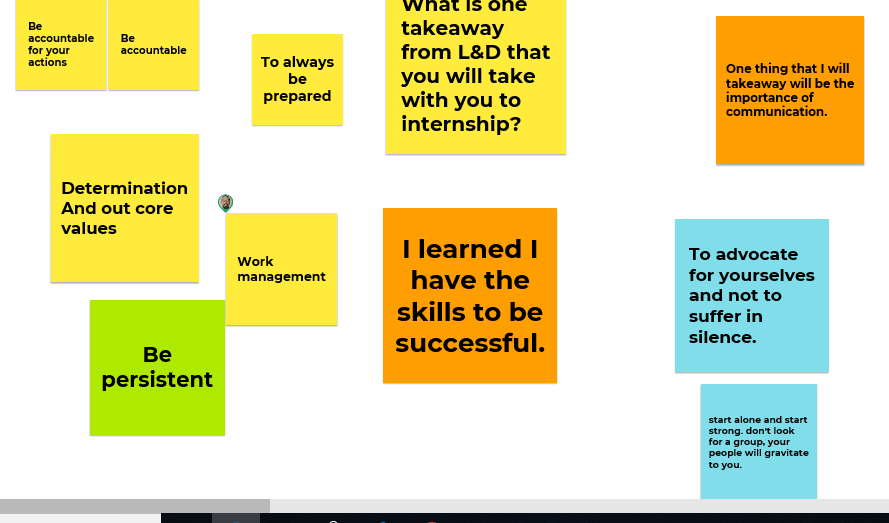 Be
accountable
for your
actions
Be
accountable
To always
be
prepared
What is one
takeaway
from L&D that
you will take
with you to
internship?
One thing that I will
takeaway will be the
importance of
communication.
Determination
And out core
values
Work
management
I learned I
have the
skills to be
successful.
To advocate
for yourselves
and not to
suffer in
silence.
Be
persistent
start alone and start
strong. don't look
for a group, your
people will gravitate
to you.